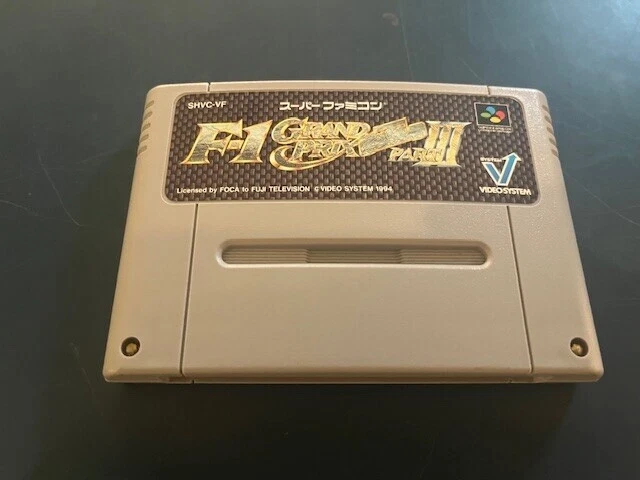 SHVC-VF
スーパーファミコン
F-1 GRAND PRIX PART III
VIDEO SYSTEM
Licensed by FOCA to FUJI TELEVISION © VIDEO SYSTEM 1994